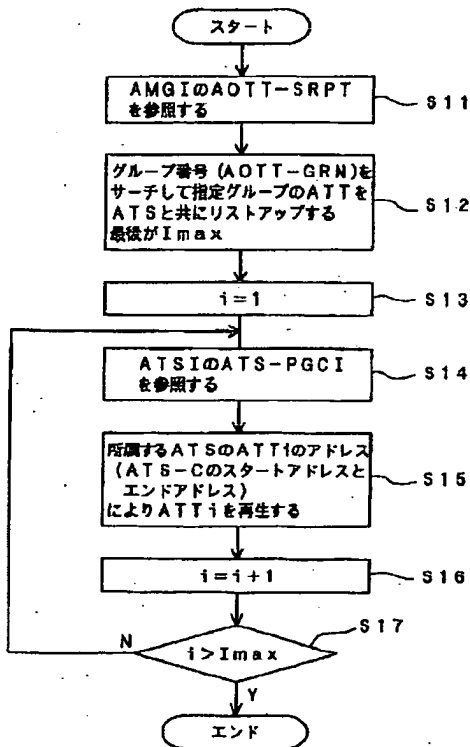 スタート
AMGIのAOTT-SRPT
を参照する
S11
グループ番号(AOTT-GRN)を
サーチして指定グループのATTを
ATSと共にリストアップする
最後がImax
S12
i=1
S13
ATSIのATS-PGCI
を参照する
S14
所属するATSのATTiのアドレス
(ATS-Cのスタートアドレスと
エンドアドレス)
によりATTiを再生する
S15
i=i+1
S16
S17
N
i>Imax
Y
エンド